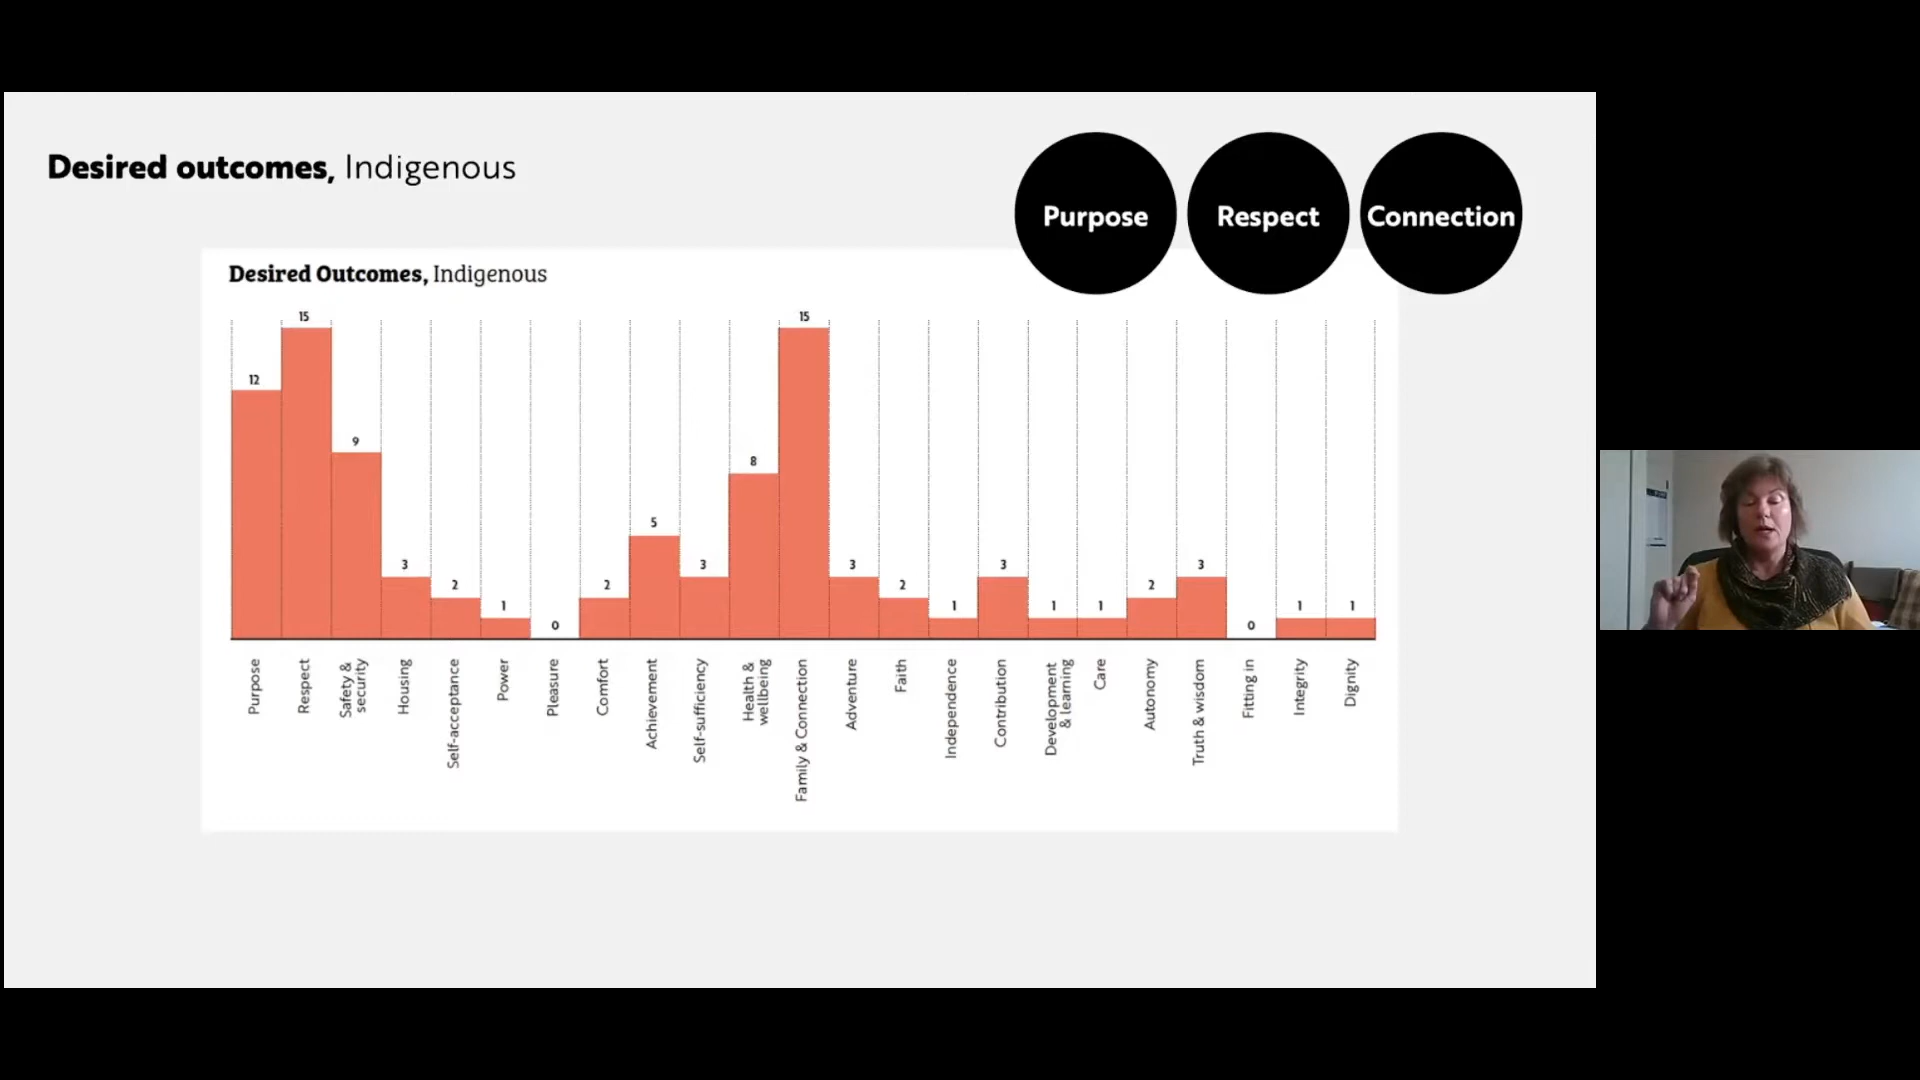 Desired outcomes, Indigenous
Purpose
Respect
Connection
Desired Outcomes, Indigenous
12
15
9
3
2
1
0
2
5
3
8
15
3
2
1
3
1
1
2
3
0
1
1
Purpose
Respect
Safety &
security
Housing
Self-acceptance
Power
Pleasure
Comfort
Achievement
Self-sufficiency
Health &
wellbeing
Family & Connection
Adventure
Faith
Independence
Contribution
Development
& learning
Care
Autonomy
Truth & wisdom
Fitting in
Integrity
Dignity